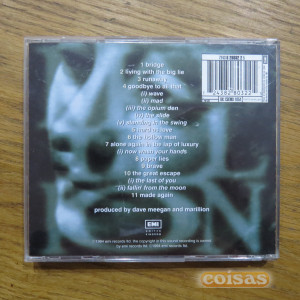 1 bridge
2 living with the big lie
3 runaway
4 goodbye to all that
(i) wave
(ii) mad
(iii) the opium den
(iv) the slide
(v) standing in the swing
5 hard as love
6 the hollow man
7 alone again in the lap of luxury
(i) now wash your hands
8 paper lies
9 brave
10 the great escape
(i) the last of you
(ii) fallin' from the moon
11 made again
produced by dave meegan and marillion
EMI
coisas